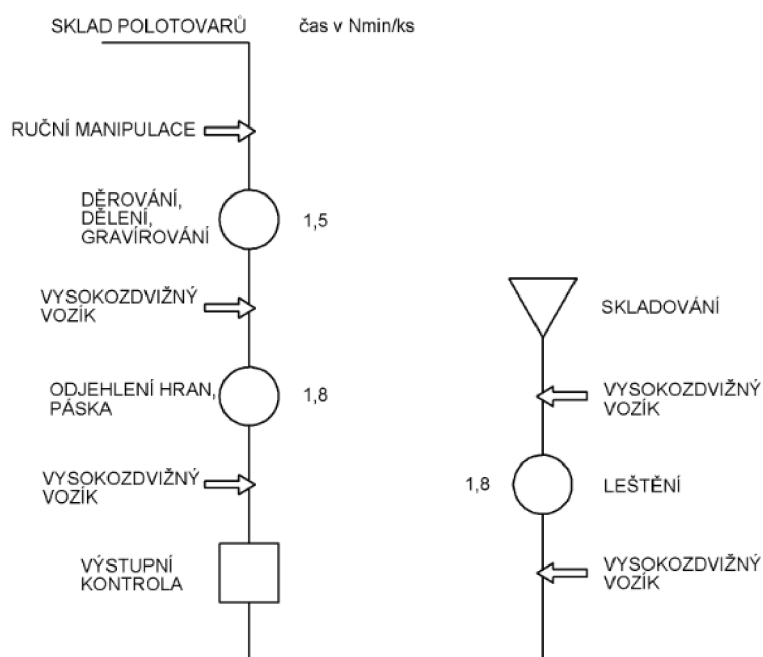 SKLAD POLOTOVARŮ
čas v Nmin/ks
RUČNÍ MANIPULACE
DĚROVÁNÍ,
DĚLENÍ,
GRAVÍROVÁNÍ
1,5
VYSOKOZDVIŽNÝ
VOZÍK
ODJEHLENÍ HRAN,
PÁSKA
1,8
VYSOKOZDVIŽNÝ
VOZÍK
VÝSTUPNÍ
KONTROLA
SKLADOVÁNÍ
VYSOKOZDVIŽNÝ
VOZÍK
1,8
LEŠTĚNÍ
VYSOKOZDVIŽNÝ
VOZÍK